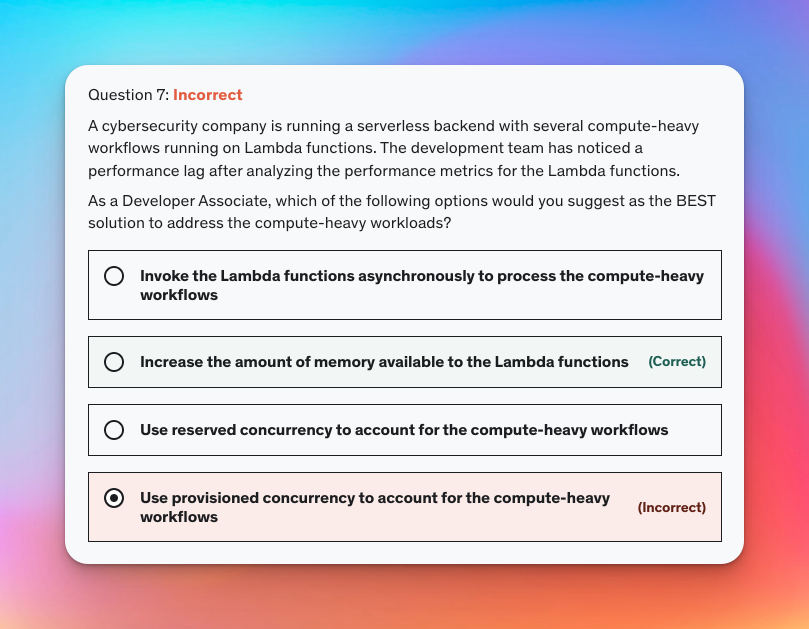 Question 7: Incorrect
A cybersecurity company is running a serverless backend with several compute-heavy
workflows running on Lambda functions. The development team has noticed a
performance lag after analyzing the performance metrics for the Lambda functions.
As a Developer Associate, which of the following options would you suggest as the BEST
solution to address the compute-heavy workloads?
Invoke the Lambda functions asynchronously to process the compute-heavy
workflows
Increase the amount of memory available to the Lambda functions (Correct)
Use reserved concurrency to account for the compute-heavy workflows
Use provisioned concurrency to account for the compute-heavy
workflows
(Incorrect)